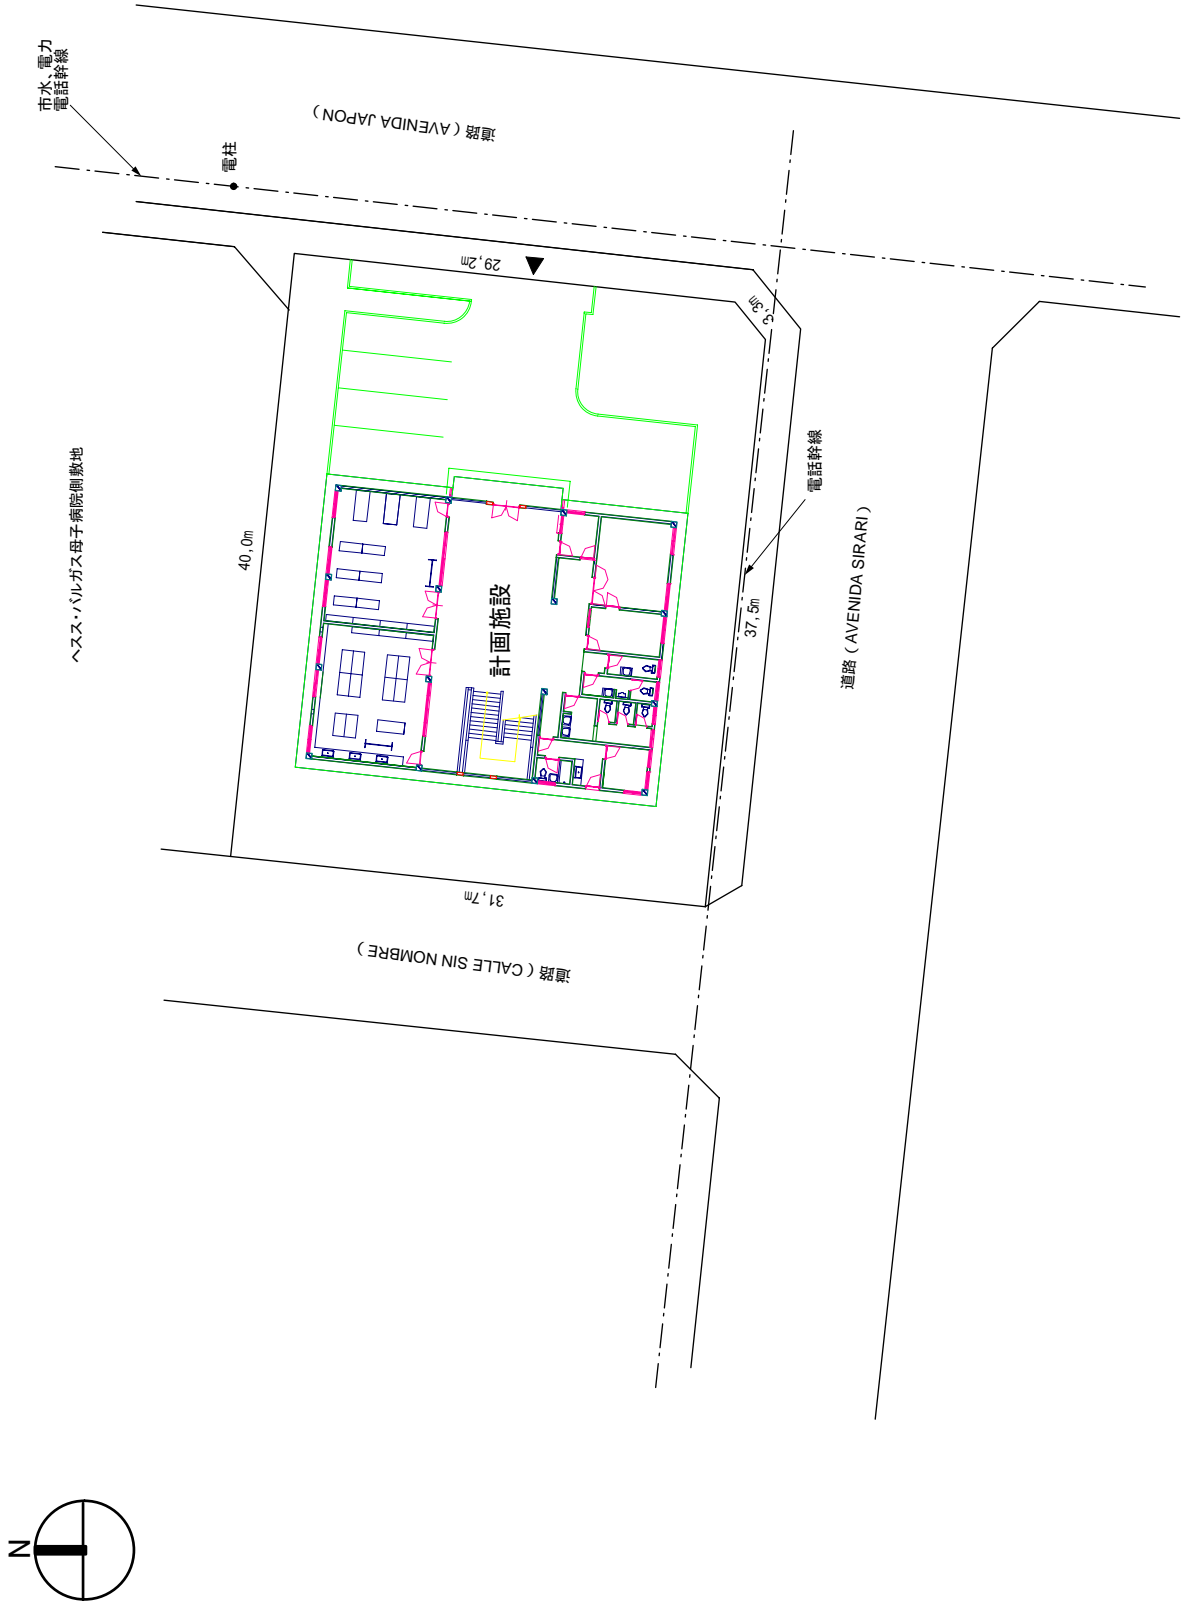 市水、電力
電話幹線
電柱
道路 ( AVENIDA JAPON )
29,2m
3,3m
ヘスス・バルガス母子病院側敷地
40,0m
計画施設
電話幹線
37,5m
道路 ( AVENIDA SIRARI )
31,7m
道路 ( CALLE SIN NOMBRE )
N